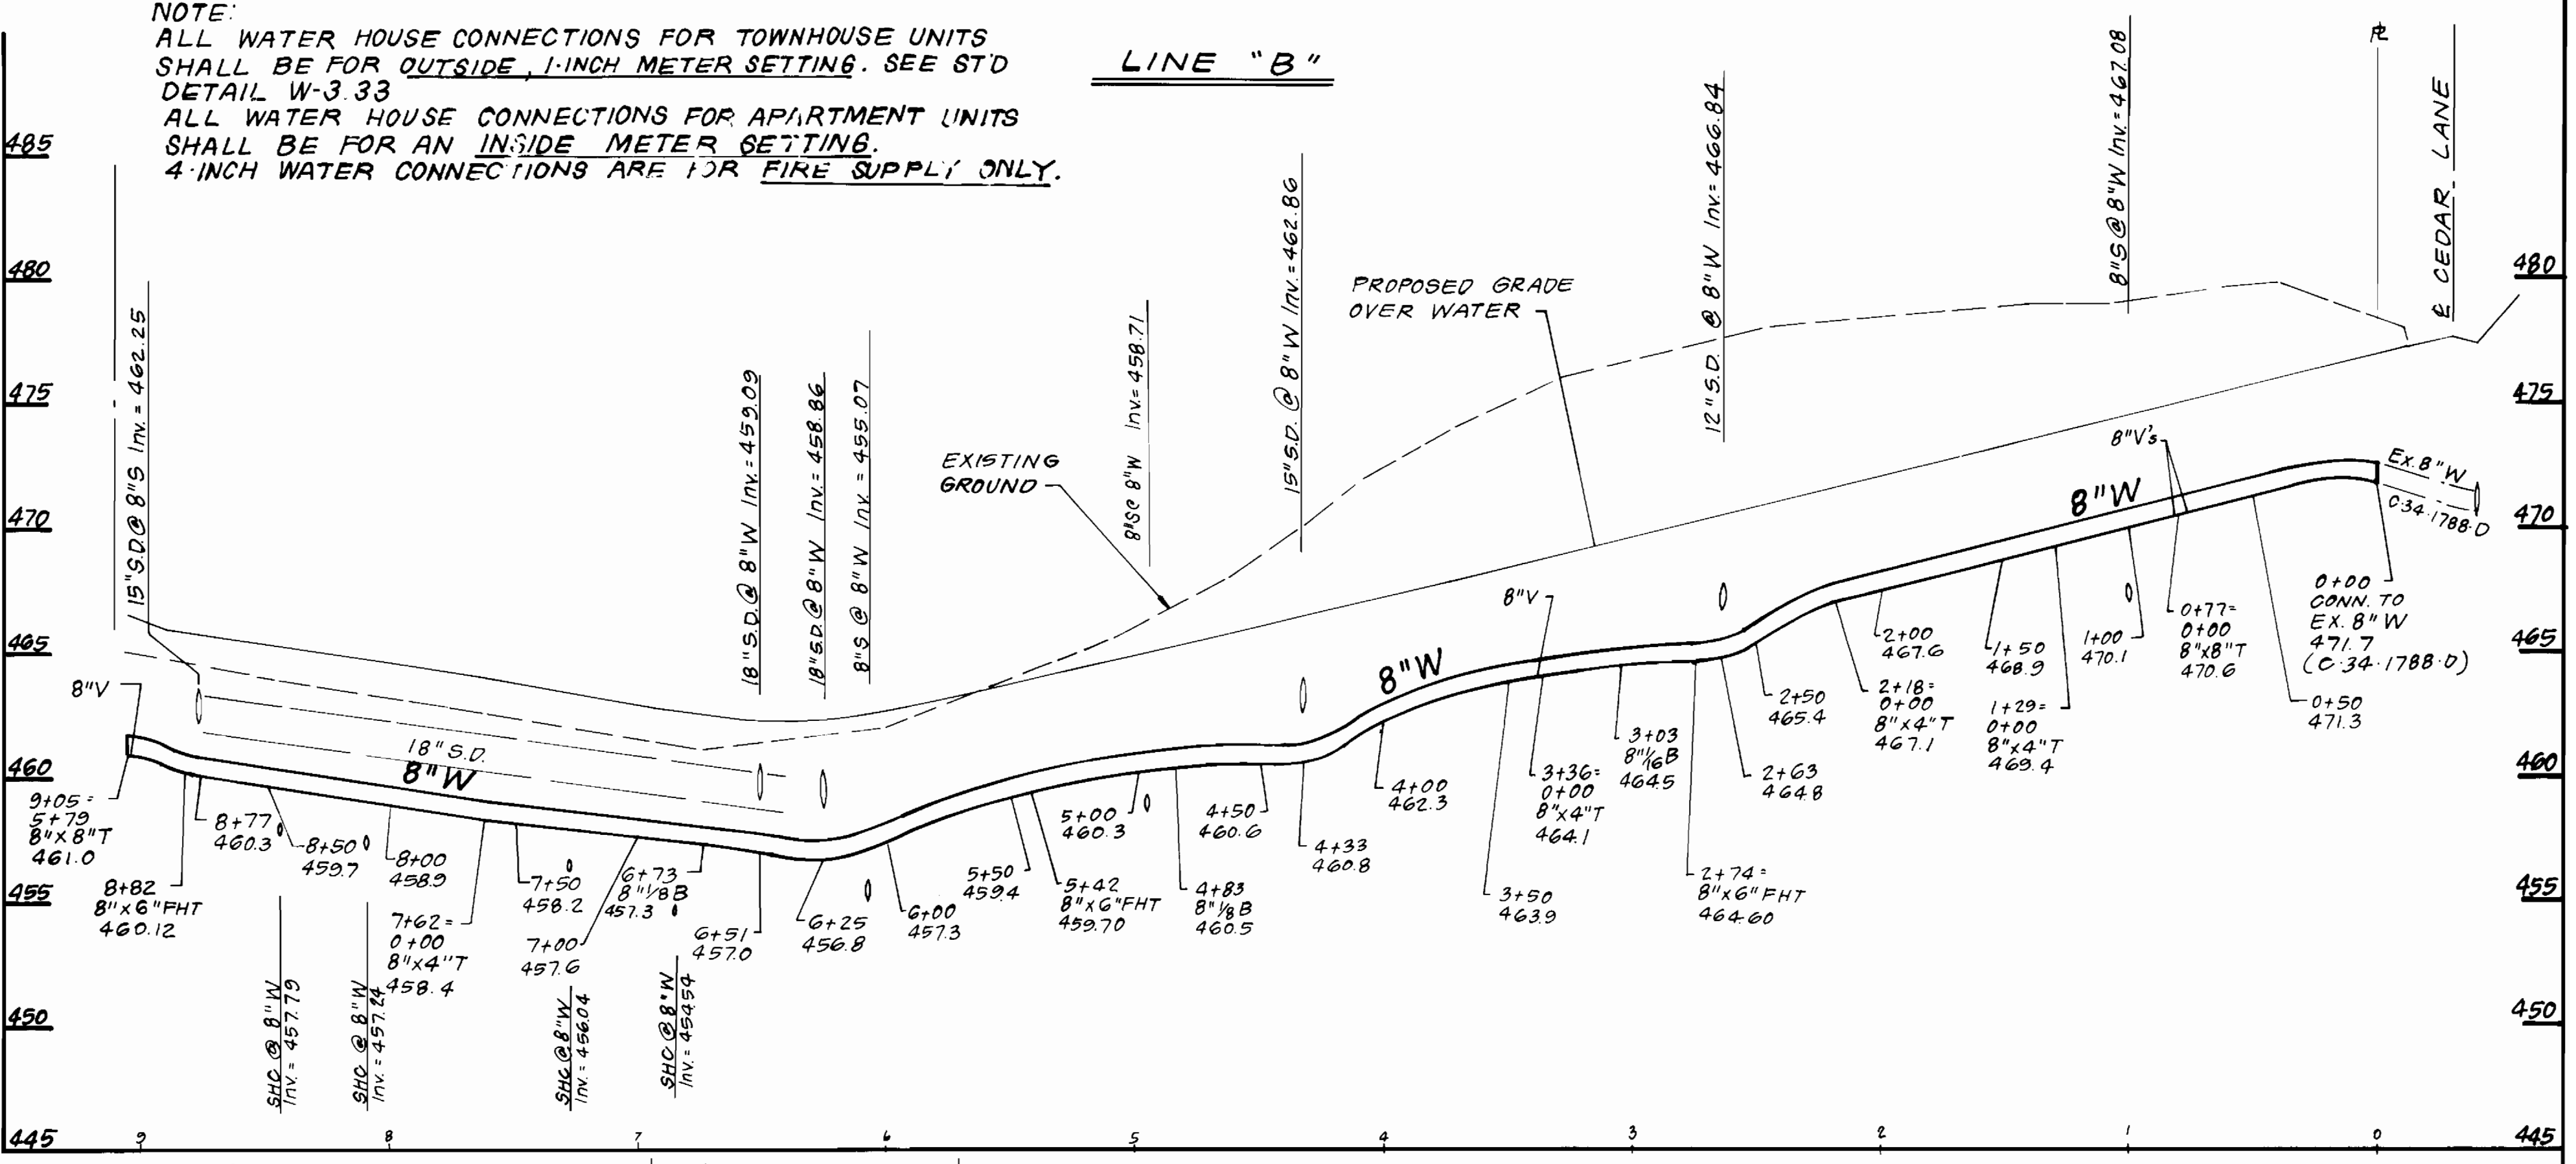 NOTE:
ALL WATER HOUSE CONNECTIONS FOR TOWNHOUSE UNITS
SHALL BE FOR OUTSIDE, 1-INCH METER SETTING. SEE ST'D
DETAIL W-3.33
ALL WATER HOUSE CONNECTIONS FOR APARTMENT UNITS
SHALL BE FOR AN INSIDE METER SETTING.
4-INCH WATER CONNECTIONS ARE FOR FIRE SUPPLY ONLY.
LINE "B"
485
480
475
470
465
460
455
450
445
15" S.D. @ 8"S Inv. = 462.25
18" S.D. @ 8"W Inv. = 459.09
18" S.D. @ 8"W Inv. = 458.86
8"S @ 8"W Inv. = 455.07
8"S @ 8"W Inv. = 458.71
15" S.D. @ 8"W Inv. = 462.86
12" S.D. @ 8"W Inv. = 466.84
8"S @ 8"W Inv. = 467.08
℄ CEDAR LANE
EXISTING
GROUND
PROPOSED GRADE
OVER WATER
8"V
18" S.D.
8"W
8"W
8"V
8"W
8"V's
Ex. 8"W
C·34·1788·D
9+05 =
5+79
8"x8"T
461.0
8+82
8"x6"FHT
460.12
8+77
460.3
8+50
459.7
8+00
458.9
7+62=
0+00
8"x4"T
458.4
7+50
458.2
7+00
457.6
6+73
8"1/8B
457.3
6+51
457.0
6+25
456.8
6+00
457.3
5+50
459.4
5+42
8"x6"FHT
459.70
5+00
460.3
4+83
8"1/8B
460.5
4+50
460.6
4+33
460.8
4+00
462.3
3+50
463.9
3+36=
0+00
8"x4"T
464.1
3+03
8"1/16B
464.5
2+74=
8"x6"FHT
464.60
2+63
464.8
2+50
465.4
2+18=
0+00
8"x4"T
467.1
2+00
467.6
1+50
468.9
1+29=
0+00
8"x4"T
469.4
1+00
470.1
0+77=
0+00
8"x8"T
470.6
0+50
471.3
0+00
CONN. TO
EX. 8"W
471.7
(C·34·1788·D)
SHC @ 8"W
Inv. = 457.79
SHC @ 8"W
Inv. = 457.24
SHC @ 8"W
Inv. = 456.04
SHC @ 8"W
Inv. = 454.54
480
475
470
465
460
455
450
445
9 8 7 6 5 4 3 2 1 0